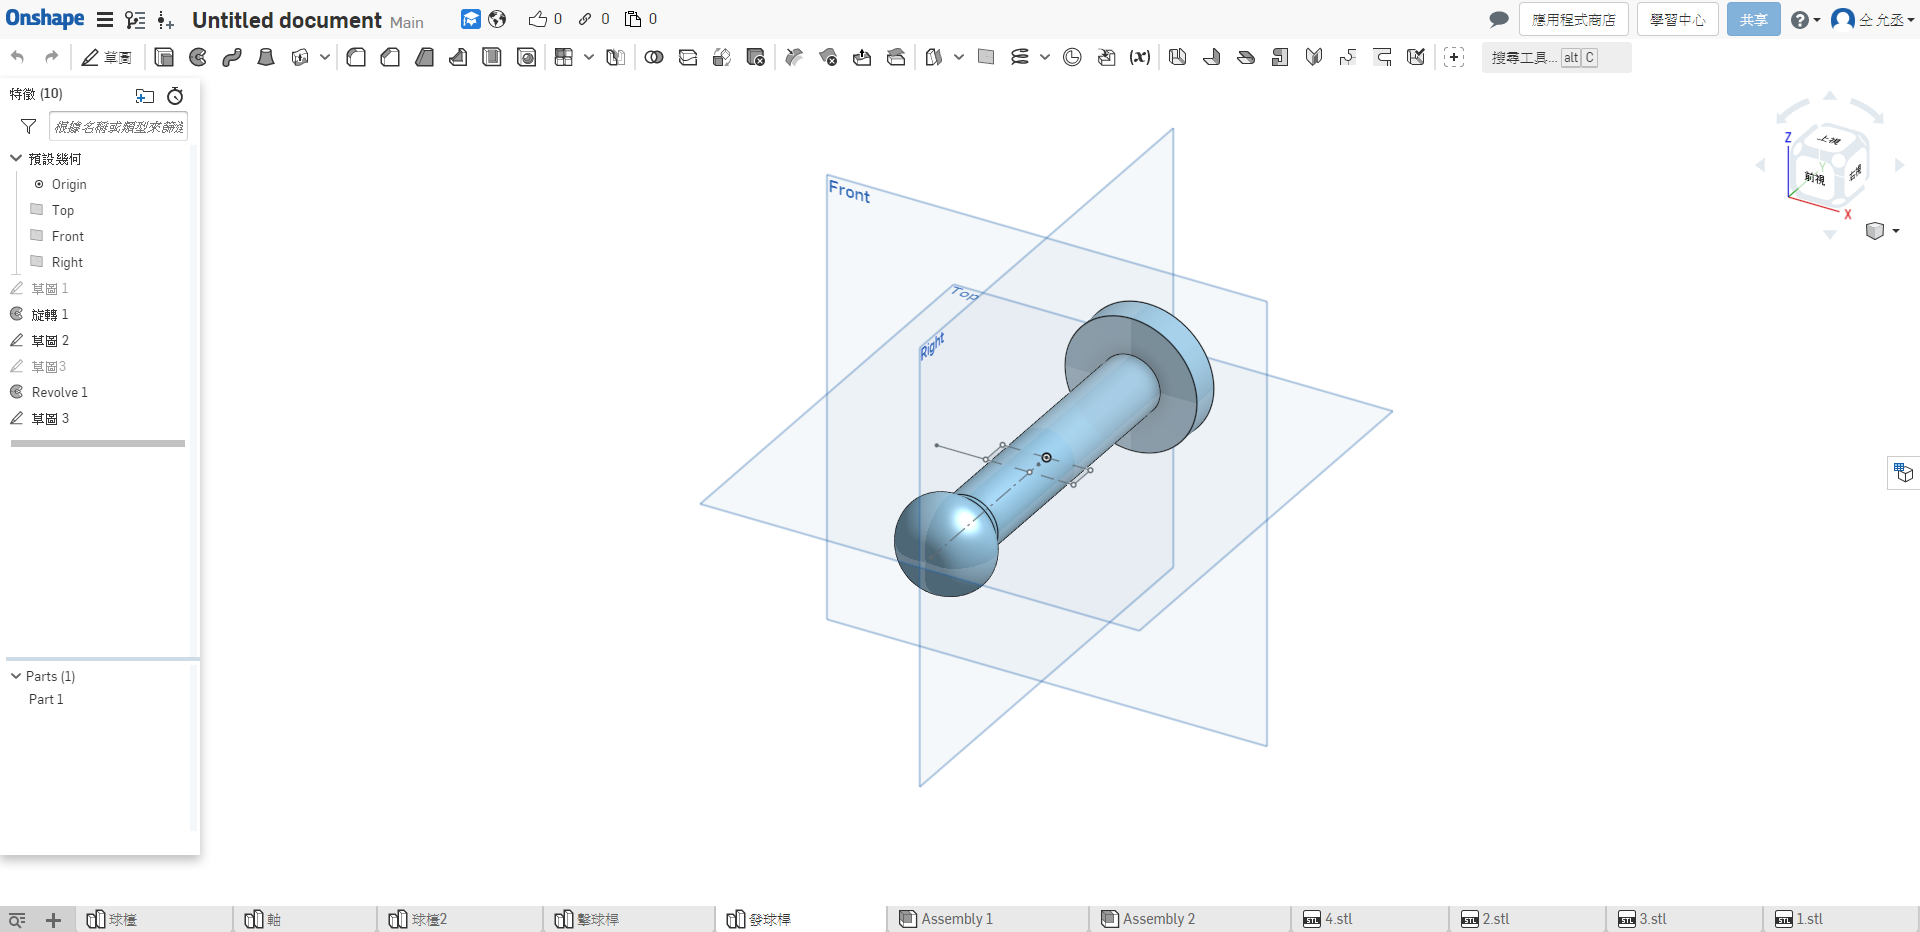 Onshape Untitled document Main 0 0 0 應用程式商店 學習中心 共享 仝 允丞
草圖 (x) 搜尋工具... alt C
特徵 (10)
根據名稱或類型來篩選
預設幾何
Origin
Top
Front
Right
草圖 1
旋轉 1
草圖 2
草圖3
Revolve 1
草圖 3
Parts (1)
Part 1
Front
Top
Right
Z
上視
Y
前視
右視
X
球檯 軸 球檯2 擊球桿 發球桿 Assembly 1 Assembly 2 STL 4.stl STL 2.stl STL 3.stl STL 1.stl